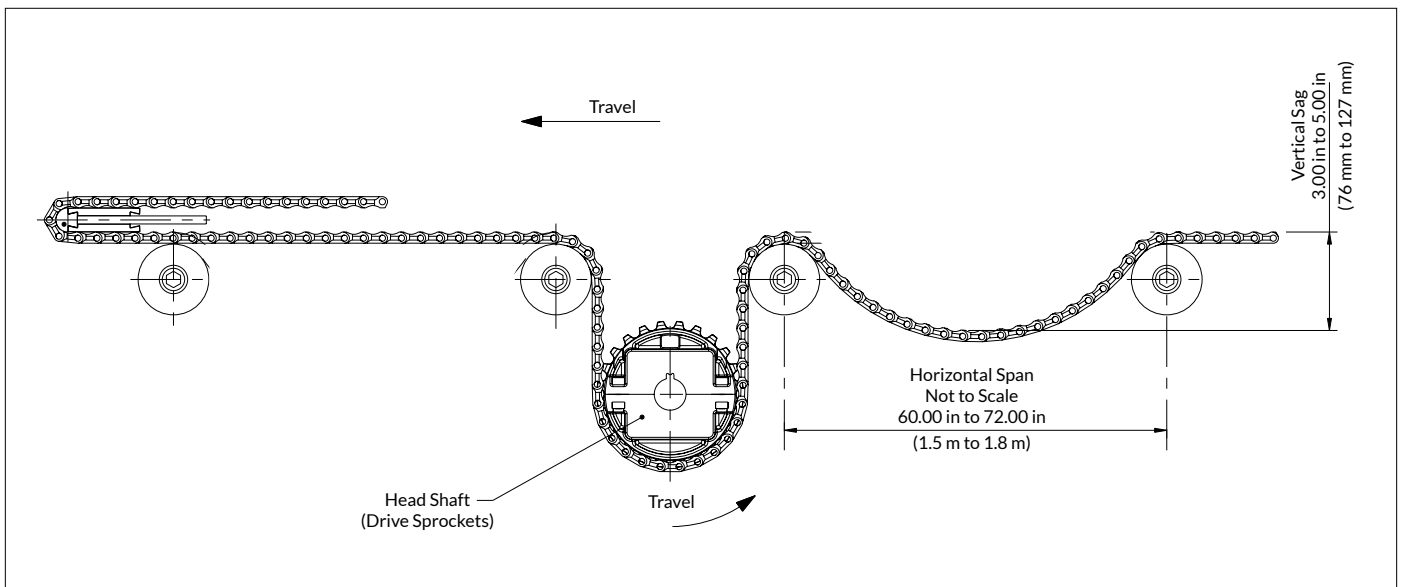 Travel
Vertical Sag
3.00 in to 5.00 in
(76 mm to 127 mm)
Horizontal Span
Not to Scale
60.00 in to 72.00 in
(1.5 m to 1.8 m)
Head Shaft
(Drive Sprockets)
Travel